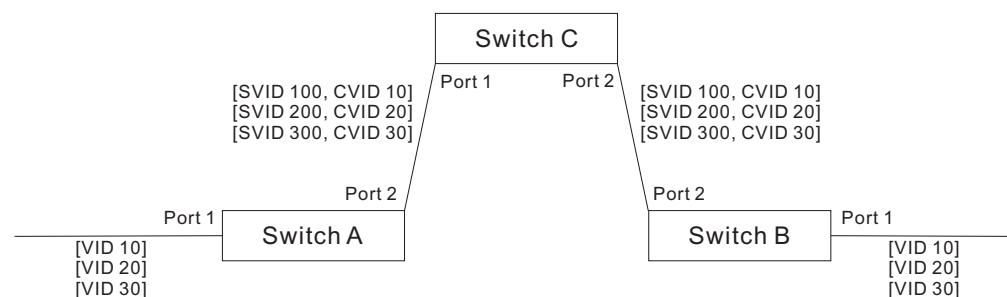 Switch C
Port 1
Port 2
[SVID 100, CVID 10]
[SVID 200, CVID 20]
[SVID 300, CVID 30]
[SVID 100, CVID 10]
[SVID 200, CVID 20]
[SVID 300, CVID 30]
Port 2
Port 1
Switch A
[VID 10]
[VID 20]
[VID 30]
Port 2
Switch B
Port 1
[VID 10]
[VID 20]
[VID 30]